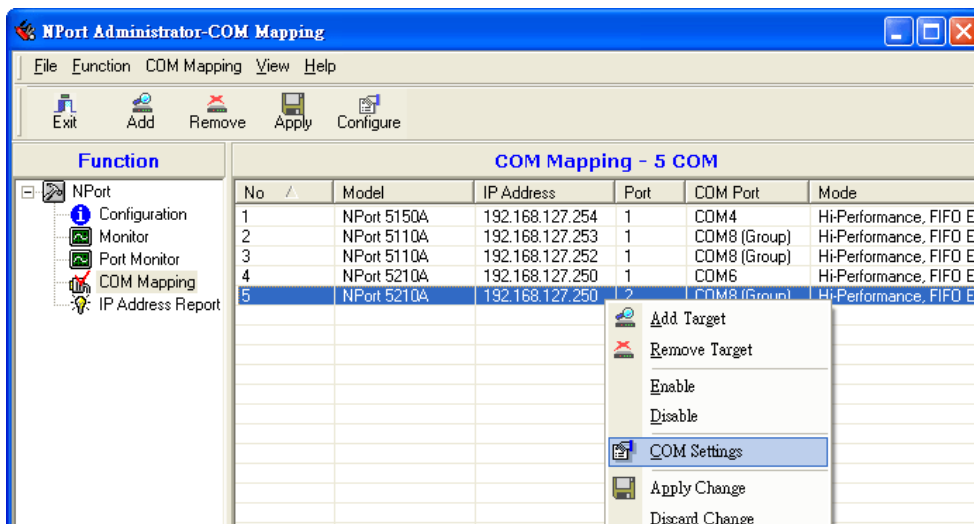 NPort Administrator-COM Mapping
File Function COM Mapping View Help
Exit Add Remove Apply Configure
Function
COM Mapping - 5 COM
NPort
Configuration
Monitor
Port Monitor
COM Mapping
IP Address Report
No Model IP Address Port COM Port Mode
1 NPort 5150A 192.168.127.254 1 COM4 Hi-Performance, FIFO E
2 NPort 5110A 192.168.127.253 1 COM8 (Group) Hi-Performance, FIFO E
3 NPort 5110A 192.168.127.252 1 COM8 (Group) Hi-Performance, FIFO E
4 NPort 5210A 192.168.127.250 1 COM6 Hi-Performance, FIFO E
5 NPort 5210A 192.168.127.250 2 COM8 (Group) Hi-Performance, FIFO E
Add Target
Remove Target
Enable
Disable
COM Settings
Apply Change
Discard Change